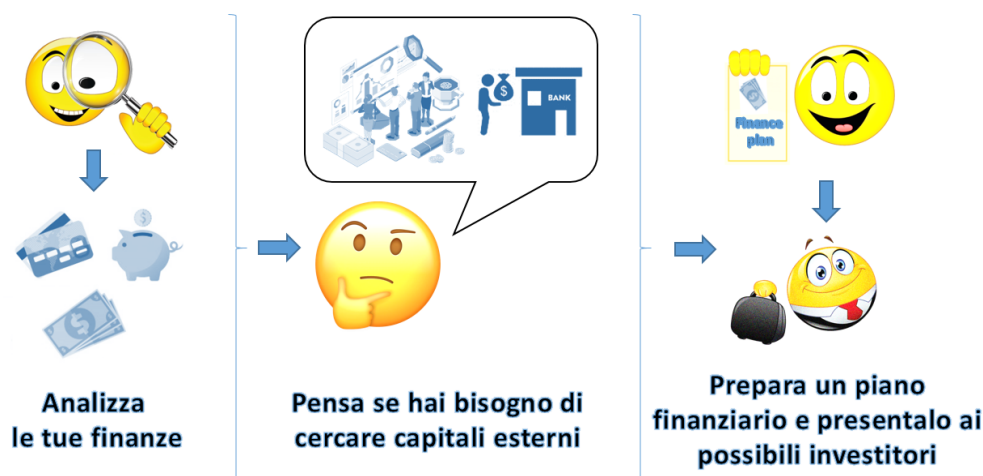 BANK
Finance
plan
Analizza
le tue finanze
Pensa se hai bisogno di
cercare capitali esterni
Prepara un piano
finanziario e presentalo ai
possibili investitori